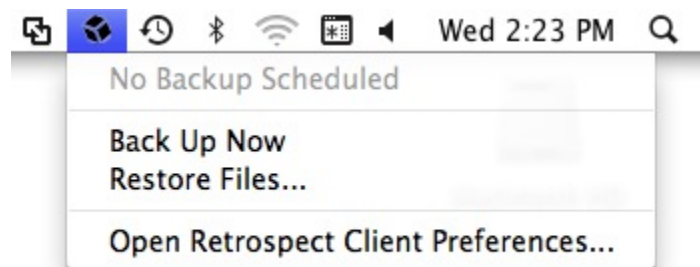 Wed 2:23 PM
No Backup Scheduled
Back Up Now
Restore Files...
Open Retrospect Client Preferences...